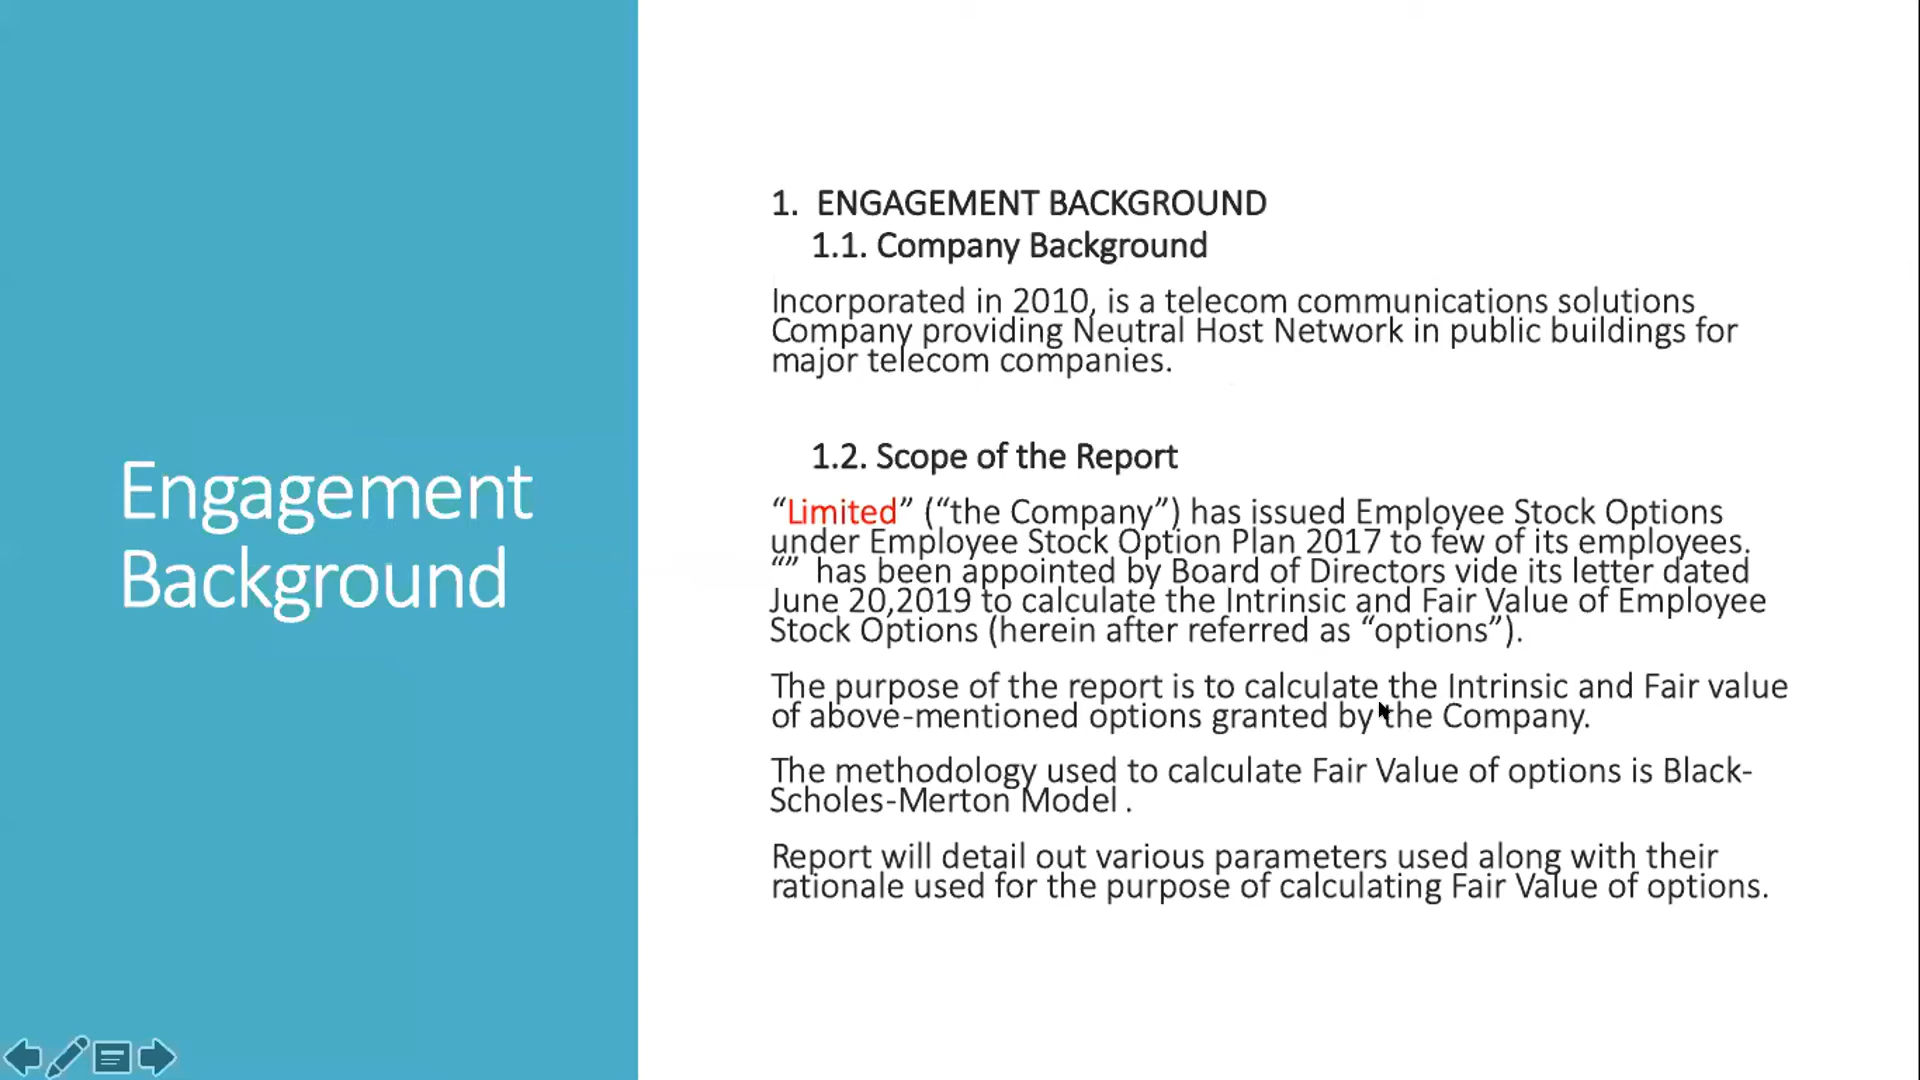 Engagement
Background
1. ENGAGEMENT BACKGROUND
1.1. Company Background
Incorporated in 2010, is a telecom communications solutions
Company providing Neutral Host Network in public buildings for
major telecom companies.
1.2. Scope of the Report
“Limited” (“the Company”) has issued Employee Stock Options
under Employee Stock Option Plan 2017 to few of its employees.
“” has been appointed by Board of Directors vide its letter dated
June 20,2019 to calculate the Intrinsic and Fair Value of Employee
Stock Options (herein after referred as “options”).
The purpose of the report is to calculate the Intrinsic and Fair value
of above-mentioned options granted by the Company.
The methodology used to calculate Fair Value of options is Black-
Scholes-Merton Model .
Report will detail out various parameters used along with their
rationale used for the purpose of calculating Fair Value of options.